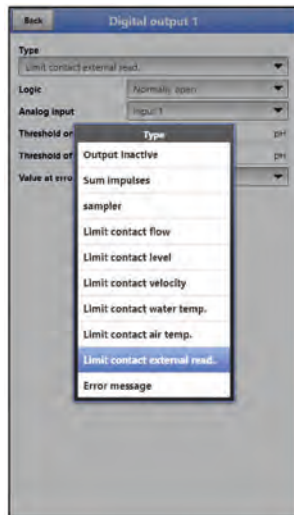 Back
Digital output 1
Type
Limit contact external read.
Logic
Normally open
Analog input
Input 1
Threshold on
pH
Threshold of
pH
Value at erro
Type
Output inactive
Sum impulses
sampler
Limit contact flow
Limit contact level
Limit contact velocity
Limit contact water temp.
Limit contact air temp.
Limit contact external read.
Error message